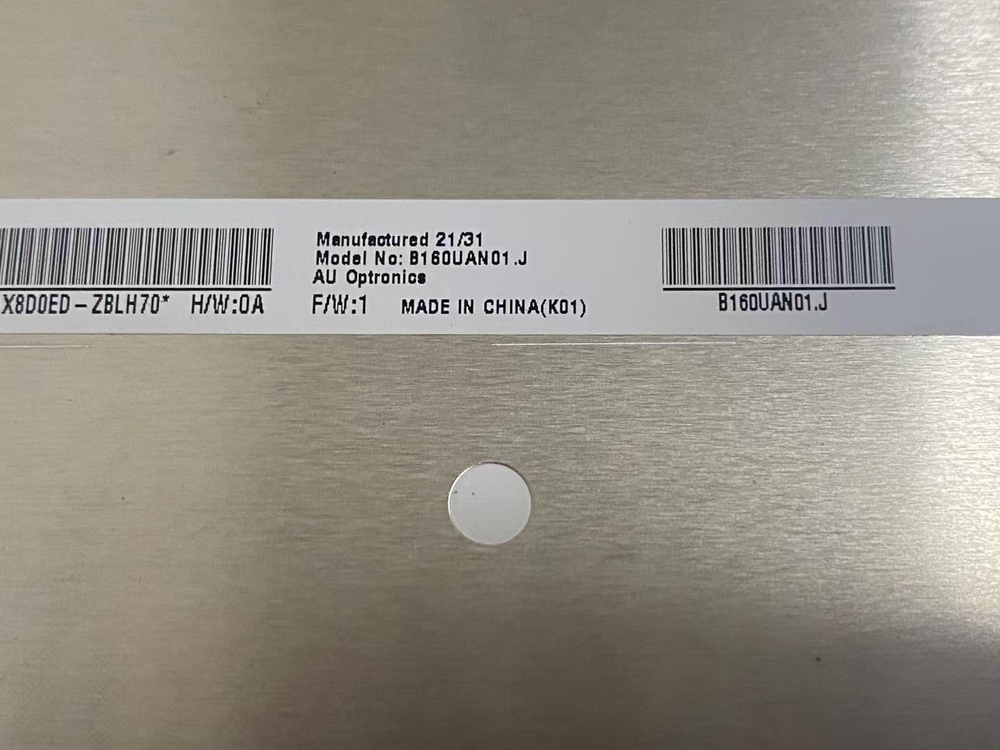 X8D0ED-ZBLH70* H/W:0A
Manufactured 21/31
Model No: B160UAN01.J
AU Optronics
F/W:1 MADE IN CHINA(K01)
B160UAN01.J